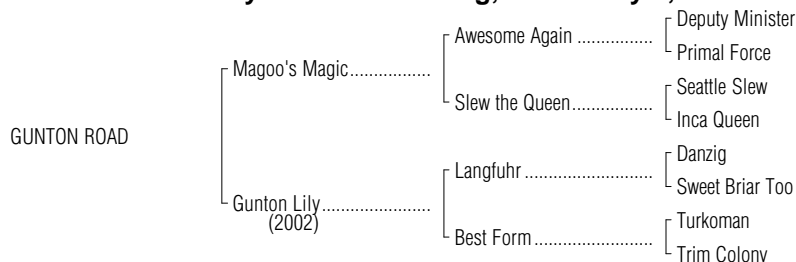 Deputy Minister
Awesome Again ................
Primal Force
Magoo's Magic.................
Seattle Slew
Slew the Queen.................
Inca Queen
GUNTON ROAD
Danzig
Langfuhr .........................
Sweet Briar Too
Gunton Lily......................
(2002)
Turkoman
Best Form........................
Trim Colony